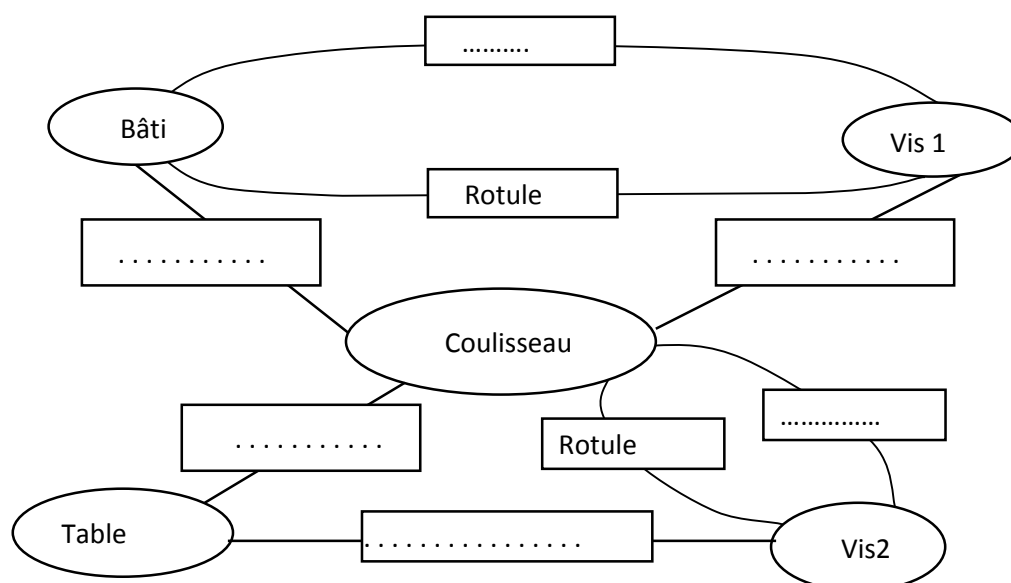 ……….
Bâti
Vis 1
Rotule
. . . . . . . . . . .
. . . . . . . . . . .
Coulisseau
. . . . . . . . . . .
Rotule
……………
Table
. . . . . . . . . . . . . . . .
Vis2